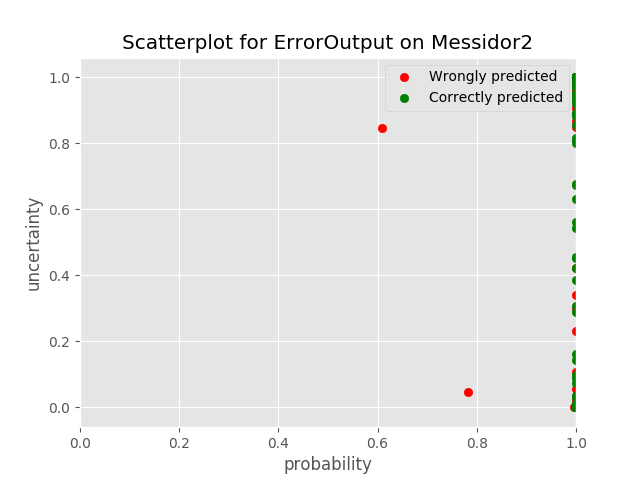 Scatterplot for ErrorOutput on Messidor2
Wrongly predicted
Correctly predicted
1.0
0.8
0.6
0.4
0.2
0.0
uncertainty
0.0 0.2 0.4 0.6 0.8 1.0
probability